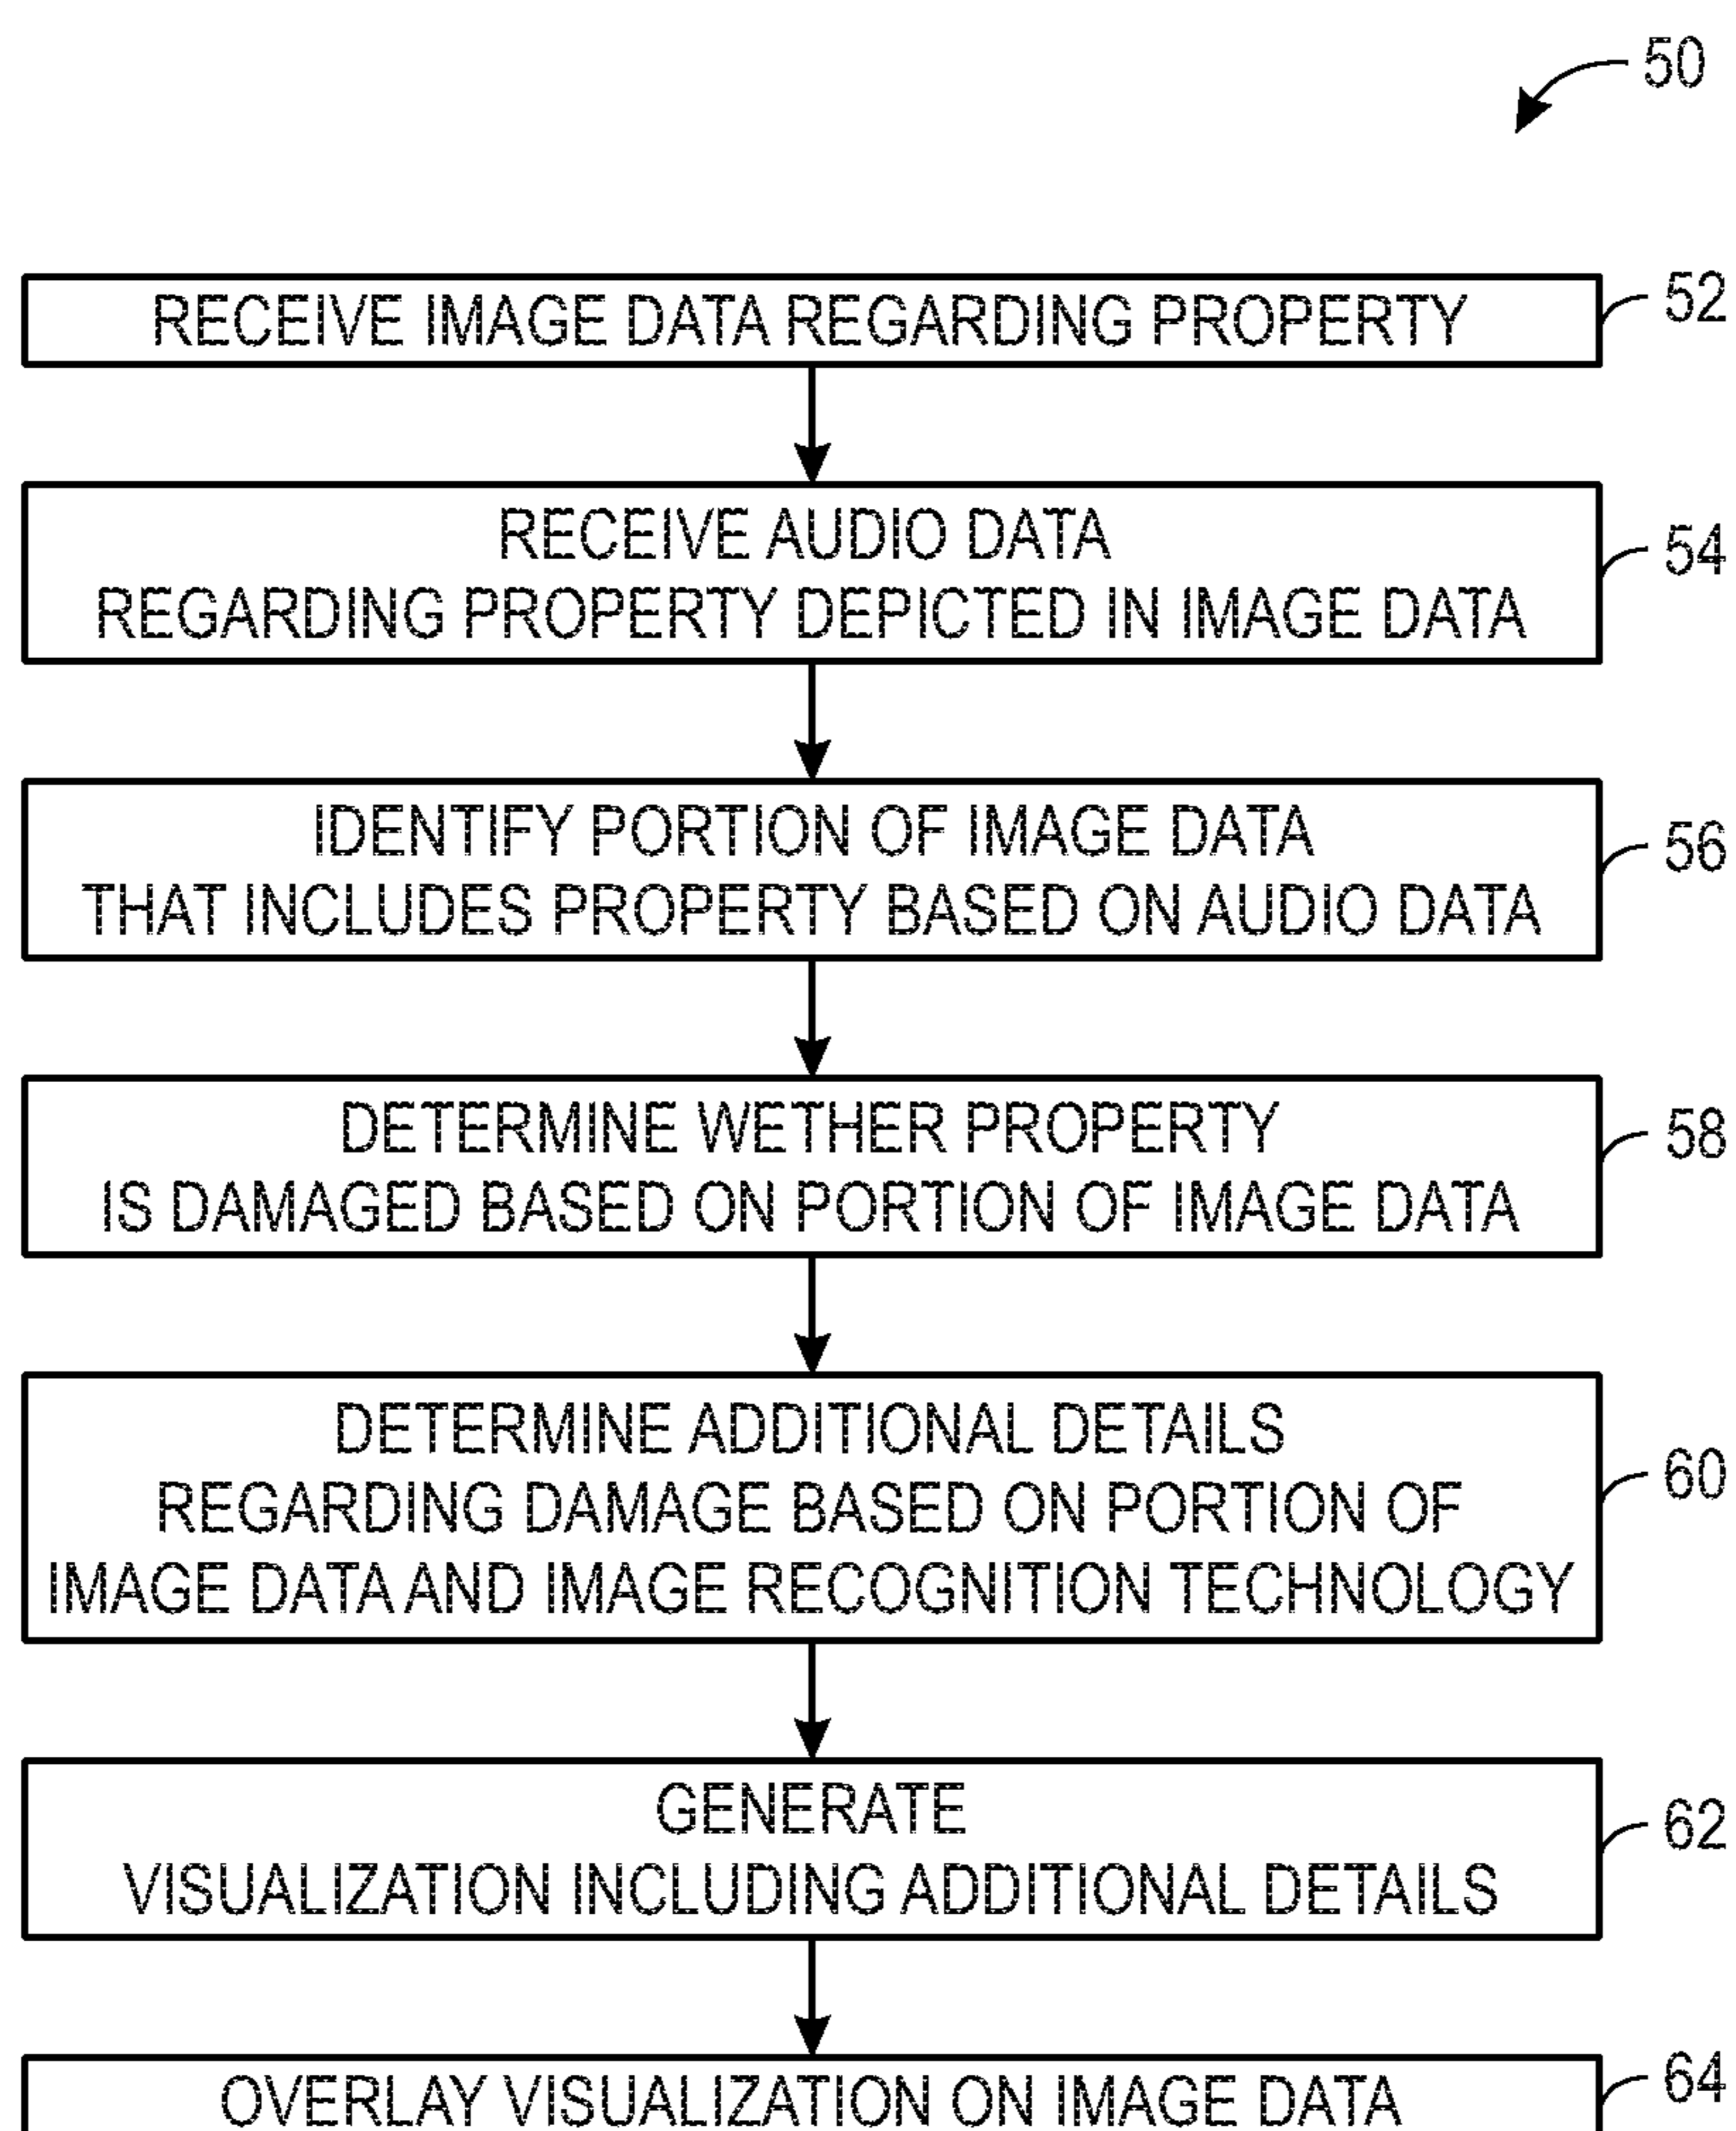 50
RECEIVE IMAGE DATA REGARDING PROPERTY
52
RECEIVE AUDIO DATA
REGARDING PROPERTY DEPICTED IN IMAGE DATA
54
IDENTIFY PORTION OF IMAGE DATA
THAT INCLUDES PROPERTY BASED ON AUDIO DATA
56
DETERMINE WETHER PROPERTY
IS DAMAGED BASED ON PORTION OF IMAGE DATA
58
DETERMINE ADDITIONAL DETAILS
REGARDING DAMAGE BASED ON PORTION OF
IMAGE DATA AND IMAGE RECOGNITION TECHNOLOGY
60
GENERATE
VISUALIZATION INCLUDING ADDITIONAL DETAILS
62
OVERLAY VISUALIZATION ON IMAGE DATA
64